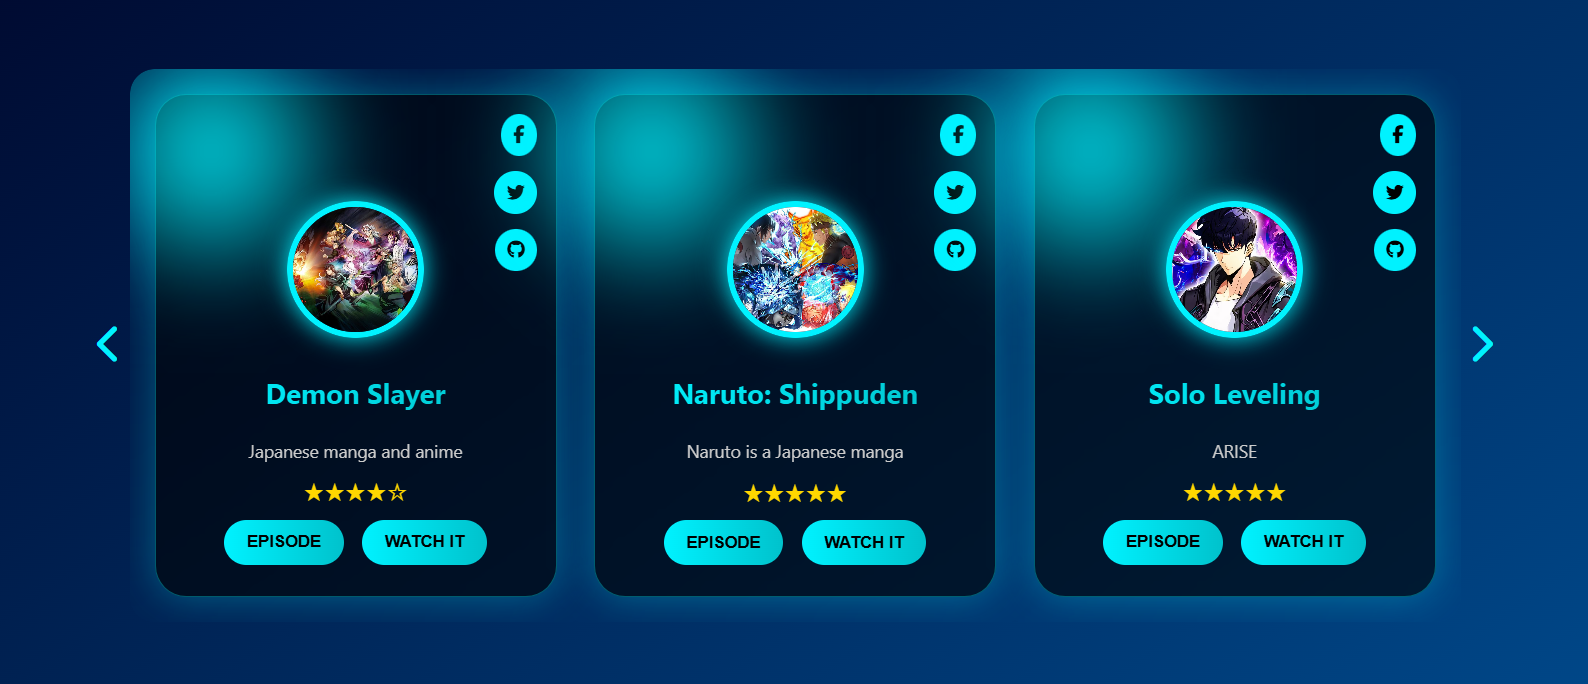 Demon Slayer
Japanese manga and anime
★★★★☆
EPISODE WATCH IT
Naruto: Shippuden
Naruto is a Japanese manga
★★★★★
EPISODE WATCH IT
Solo Leveling
ARISE
★★★★★
EPISODE WATCH IT